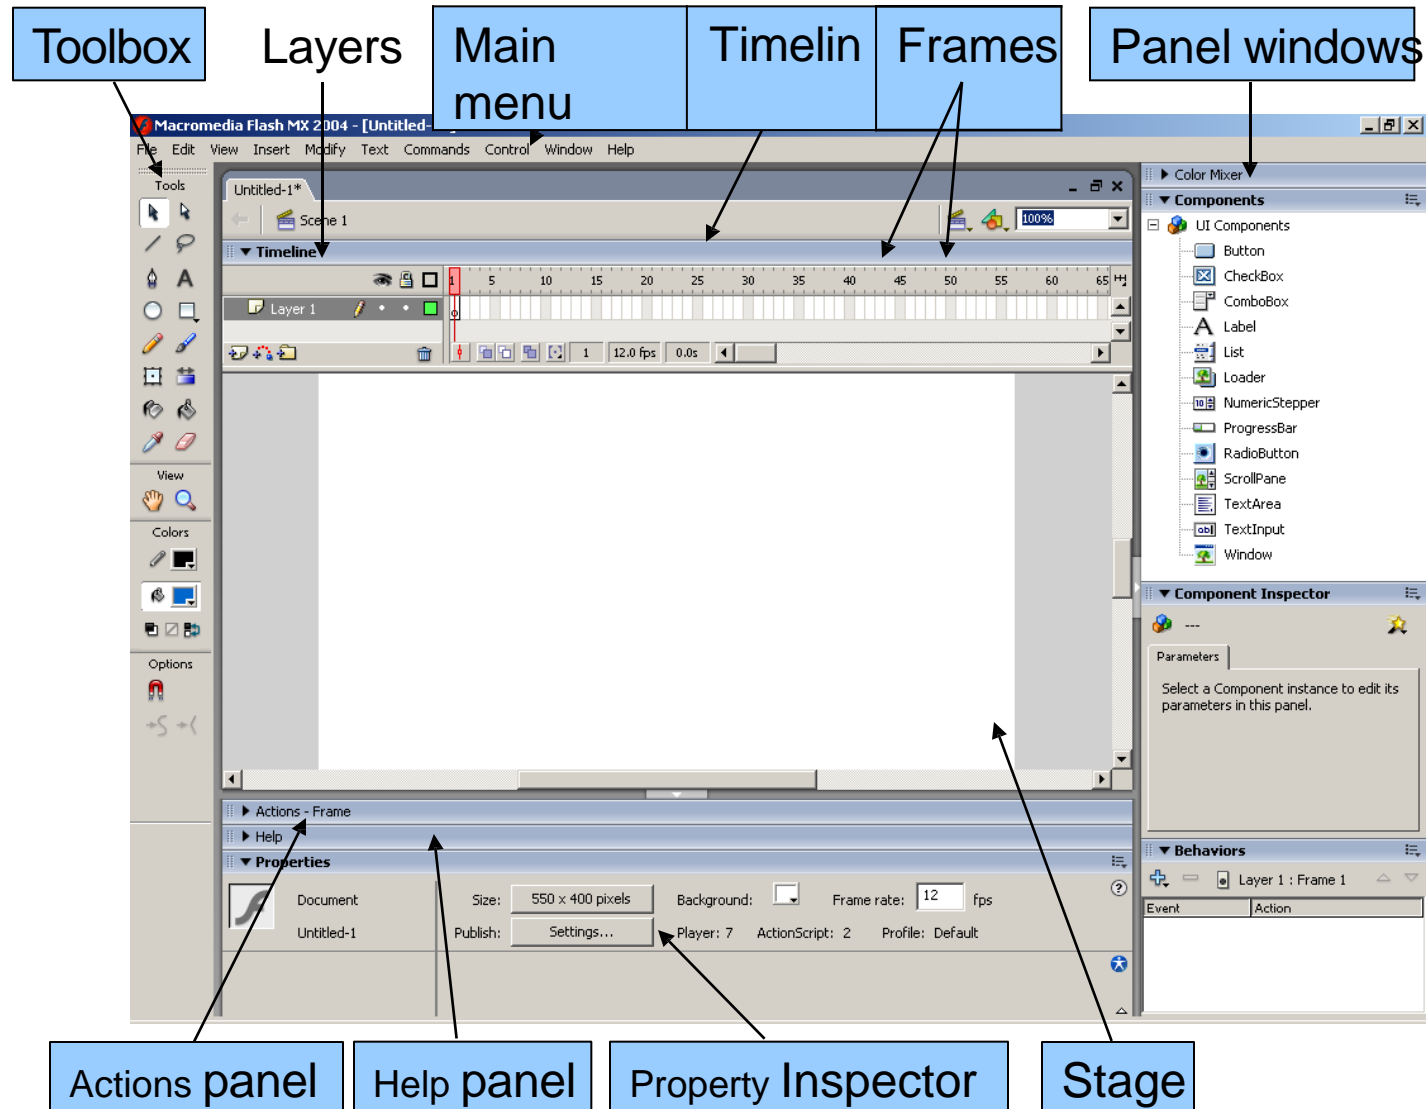 Toolbox
Layers
Main
menu
Timelin
Frames
Panel windows
Macromedia Flash MX 2004 - [Untitled-
File Edit View Insert Modify Text Commands Control Window Help
Tools
Untitled-1*
Scene 1
100%
Timeline
1 5 10 15 20 25 30 35 40 45 50 55 60 65
Layer 1
1 12.0 fps 0.0s
View
Colors
Options
Color Mixer
Components
UI Components
Button
CheckBox
ComboBox
Label
List
Loader
NumericStepper
ProgressBar
RadioButton
ScrollPane
TextArea
TextInput
Window
Component Inspector
---
Parameters
Select a Component instance to edit its
parameters in this panel.
Behaviors
Layer 1 : Frame 1
Event Action
Actions - Frame
Help
Properties
Document
Size: 550 x 400 pixels Background: Frame rate: 12 fps
Untitled-1
Publish: Settings... Player: 7 ActionScript: 2 Profile: Default
Actions panel
Help panel
Property Inspector
Stage